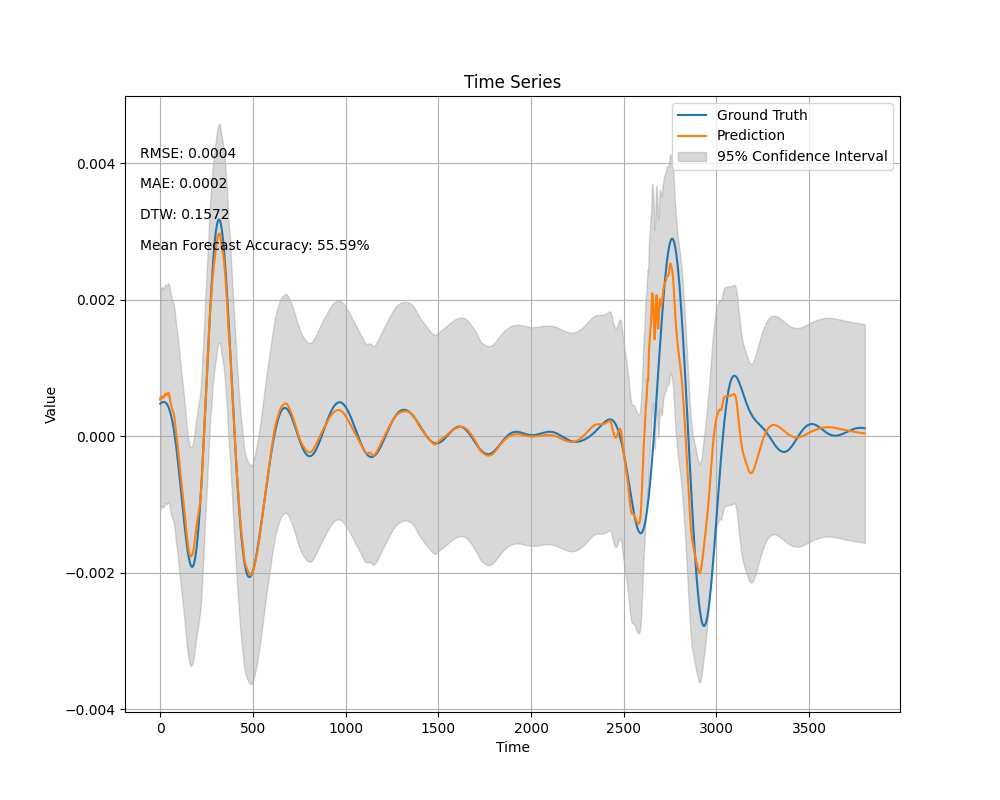 Time Series
Ground Truth
Prediction
95% Confidence Interval
RMSE: 0.0004
MAE: 0.0002
DTW: 0.1572
Mean Forecast Accuracy: 55.59%
Value
0.004
0.002
0.000
−0.002
−0.004
0 500 1000 1500 2000 2500 3000 3500
Time